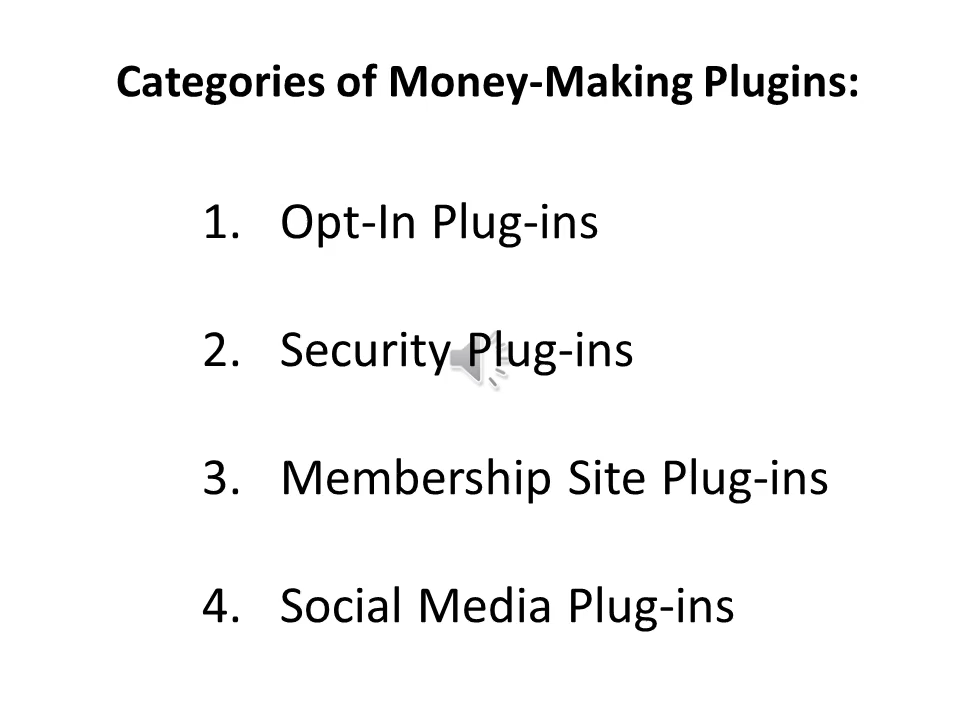 Categories of Money-Making Plugins:
1. Opt-In Plug-ins
2. Security Plug-ins
3. Membership Site Plug-ins
4. Social Media Plug-ins